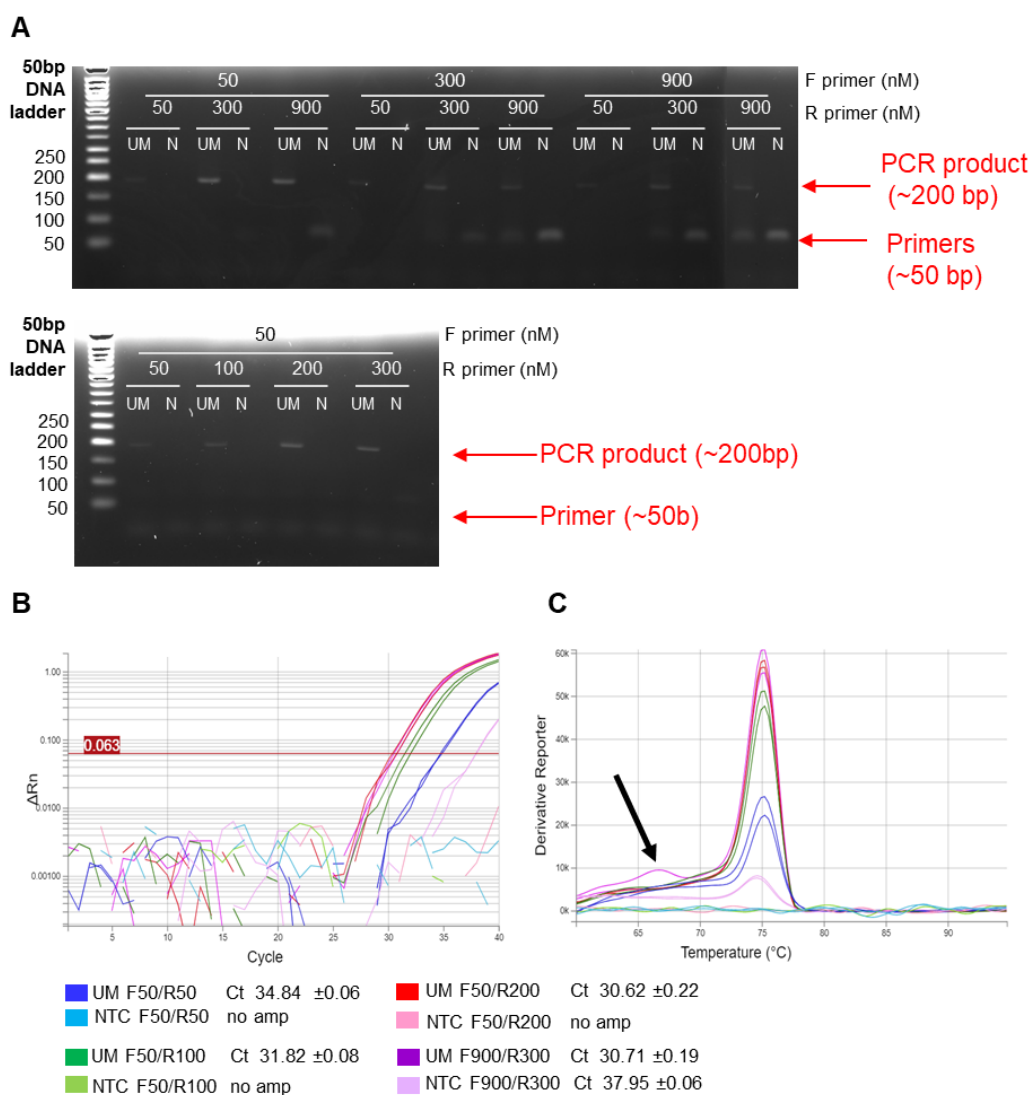 A
50bp
DNA
ladder
50 300 900 F primer (nM)
50 300 900 50 300 900 50 300 900 R primer (nM)
UM N UM N UM N UM N UM N UM N UM N UM N UM N
250
200
150
100
50
PCR product
(~200 bp)
Primers
(~50 bp)
50bp
DNA
ladder
50 F primer (nM)
50 100 200 300 R primer (nM)
UM N UM N UM N UM N
250
200
150
100
50
PCR product (~200bp)
Primer (~50b)
B
1.00
0.100
0.0100
0.00100
0.063
ΔRn
5 10 15 20 25 30 35 40
Cycle
C
60k
50k
40k
30k
20k
10k
0k
Derivative Reporter
65 70 75 80 85 90
Temperature (°C)
UM F50/R50 Ct 34.84 ±0.06
NTC F50/R50 no amp
UM F50/R100 Ct 31.82 ±0.08
NTC F50/R100 no amp
UM F50/R200 Ct 30.62 ±0.22
NTC F50/R200 no amp
UM F900/R300 Ct 30.71 ±0.19
NTC F900/R300 Ct 37.95 ±0.06